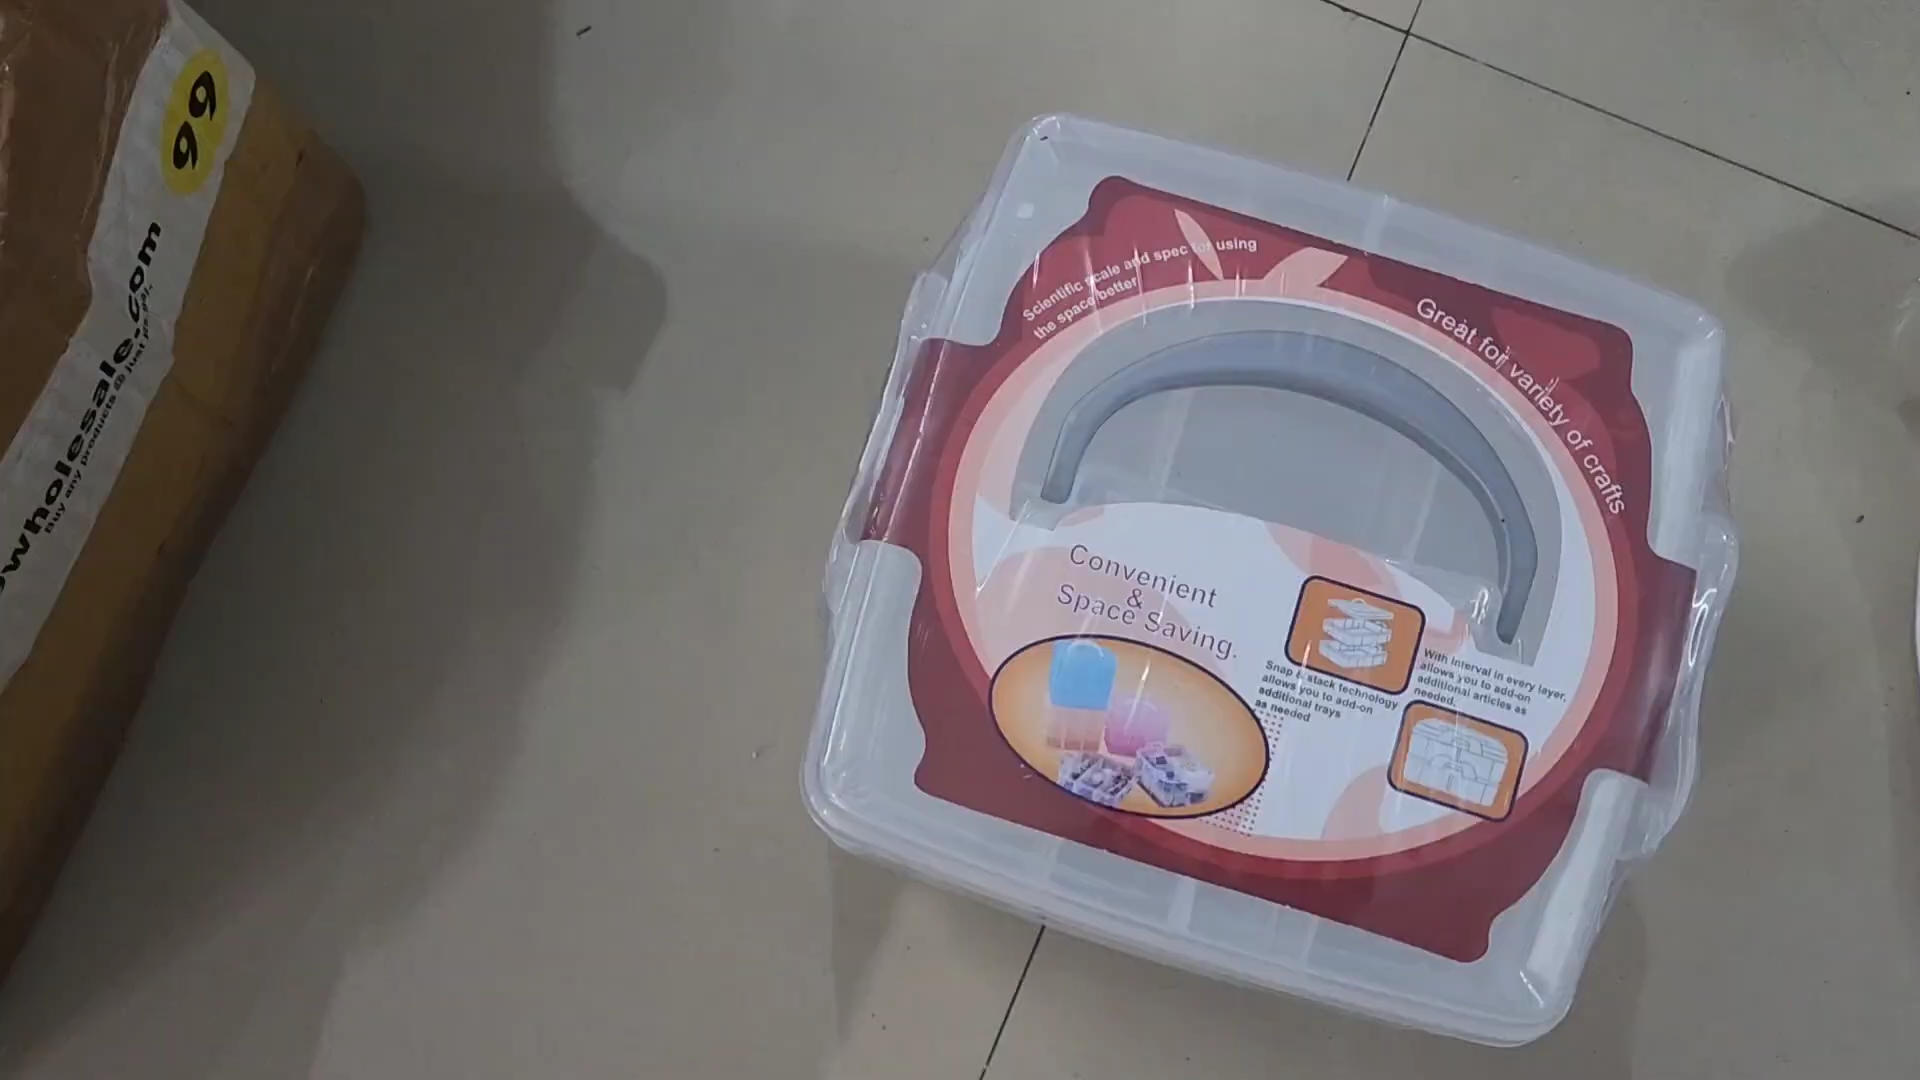 99
wholesale.com
Buy any products @ just
Scientific scale and spec for using
the space better
Great for variety of crafts
Convenient
&
Space Saving.
Snap & stack technology
allows you to add-on
additional trays
as needed
With interval in every layer,
allows you to add-on
additional articles as
needed.